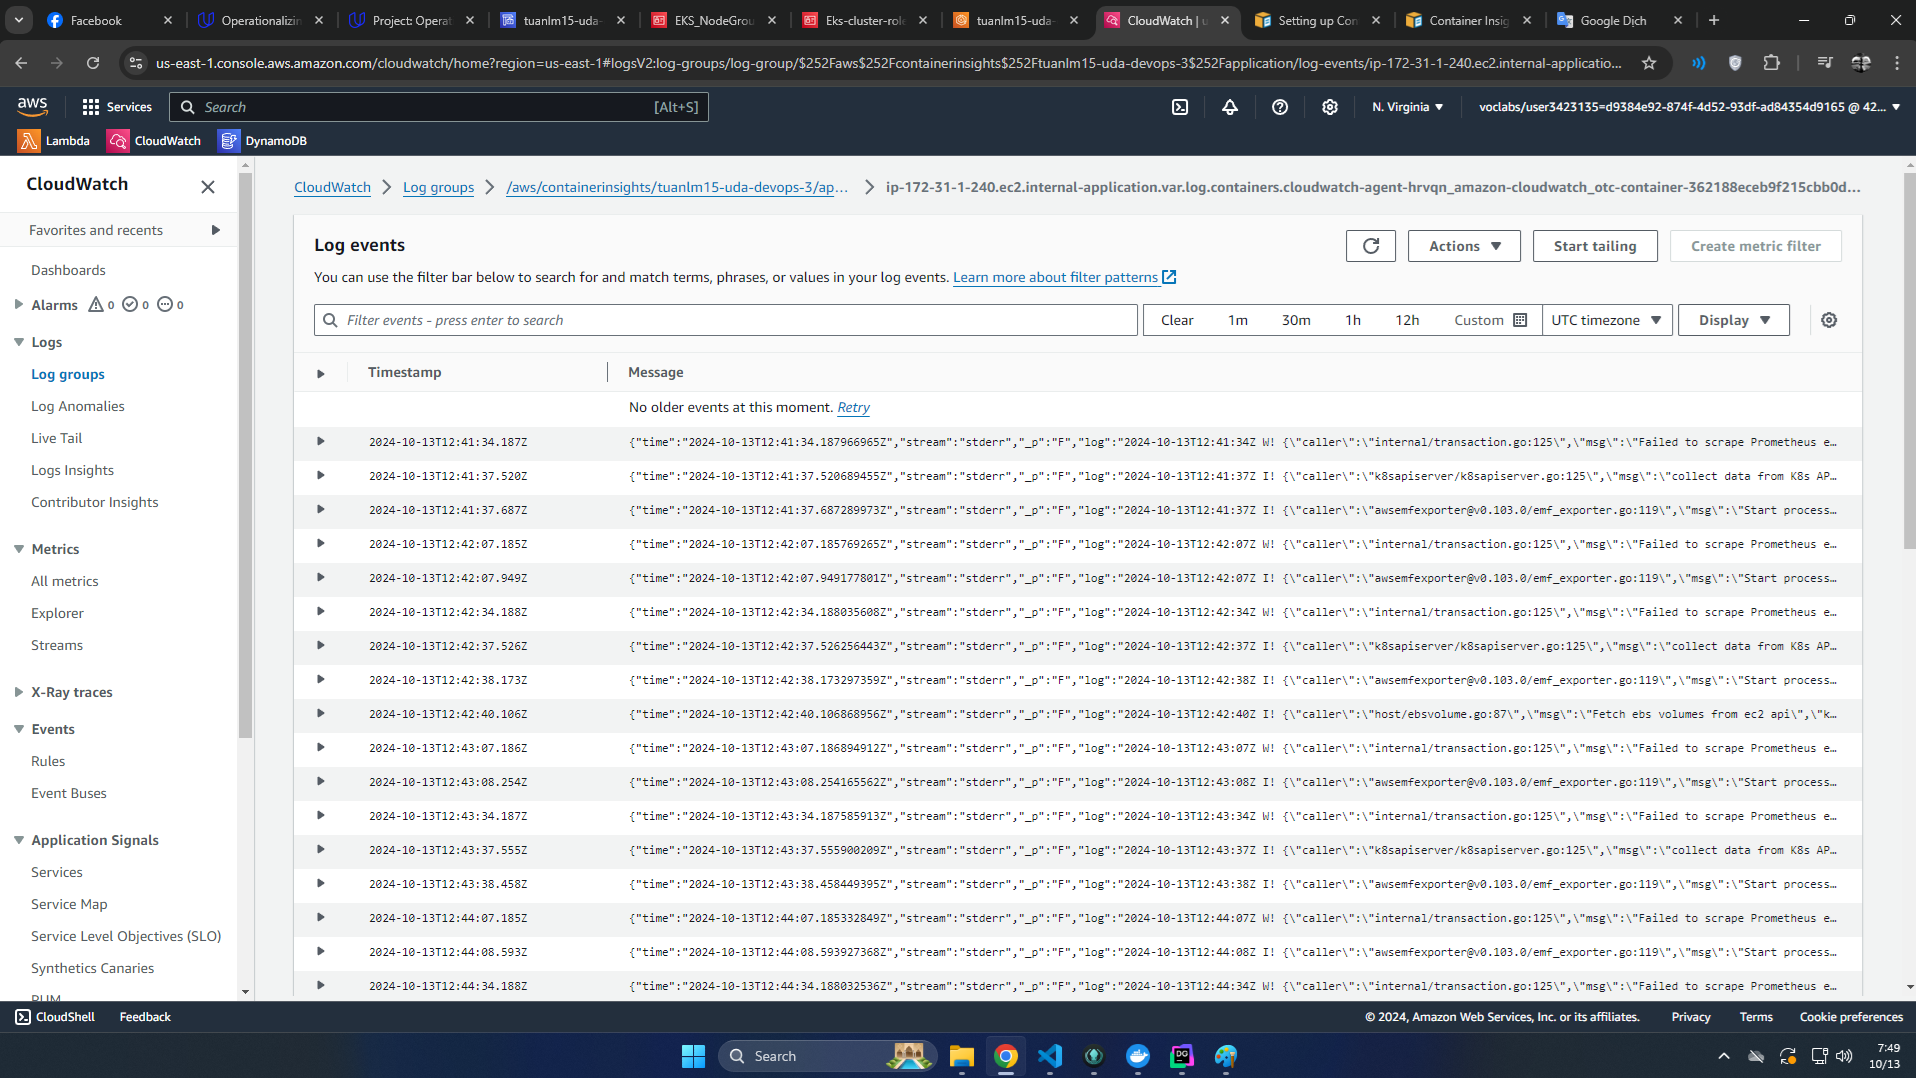 Facebook
Operationalizin
Project: Operat
tuanlm15-uda-
EKS_NodeGrou
Eks-cluster-role
tuanlm15-uda-
CloudWatch | u
Setting up Con
Container Insig
Google Dịch
us-east-1.console.aws.amazon.com/cloudwatch/home?region=us-east-1#logsV2:log-groups/log-group/$252Faws$252Fcontainerinsights$252Ftuanlm15-uda-devops-3$252Fapplication/log-events/ip-172-31-1-240.ec2.internal-applicatio...
aws
Services
Search
[Alt+S]
N. Virginia
voclabs/user3423135=d9384e92-874f-4d52-93df-ad84354d9165 @ 42...
Lambda
CloudWatch
DynamoDB
CloudWatch
Favorites and recents
Dashboards
Alarms 0 0 0
Logs
Log groups
Log Anomalies
Live Tail
Logs Insights
Contributor Insights
Metrics
All metrics
Explorer
Streams
X-Ray traces
Events
Rules
Event Buses
Application Signals
Services
Service Map
Service Level Objectives (SLO)
Synthetics Canaries
RUM
CloudWatch > Log groups > /aws/containerinsights/tuanlm15-uda-devops-3/ap... > ip-172-31-1-240.ec2.internal-application.var.log.containers.cloudwatch-agent-hrvqn_amazon-cloudwatch_otc-container-362188eceb9f215cbb0d...
Log events
Actions
Start tailing
Create metric filter
You can use the filter bar below to search for and match terms, phrases, or values in your log events. Learn more about filter patterns
Filter events - press enter to search
Clear 1m 30m 1h 12h Custom
UTC timezone
Display
Timestamp Message
No older events at this moment. Retry
2024-10-13T12:41:34.187Z {"time":"2024-10-13T12:41:34.187966965Z","stream":"stderr","_p":"F","log":"2024-10-13T12:41:34Z W! {\"caller\":\"internal/transaction.go:125\",\"msg\":\"Failed to scrape Prometheus e...
2024-10-13T12:41:37.520Z {"time":"2024-10-13T12:41:37.520689455Z","stream":"stderr","_p":"F","log":"2024-10-13T12:41:37Z I! {\"caller\":\"k8sapiserver/k8sapiserver.go:125\",\"msg\":\"collect data from K8s AP...
2024-10-13T12:41:37.687Z {"time":"2024-10-13T12:41:37.687289973Z","stream":"stderr","_p":"F","log":"2024-10-13T12:41:37Z I! {\"caller\":\"awsemfexporter@v0.103.0/emf_exporter.go:119\",\"msg\":\"Start process...
2024-10-13T12:42:07.185Z {"time":"2024-10-13T12:42:07.185769265Z","stream":"stderr","_p":"F","log":"2024-10-13T12:42:07Z W! {\"caller\":\"internal/transaction.go:125\",\"msg\":\"Failed to scrape Prometheus e...
2024-10-13T12:42:07.949Z {"time":"2024-10-13T12:42:07.949177801Z","stream":"stderr","_p":"F","log":"2024-10-13T12:42:07Z I! {\"caller\":\"awsemfexporter@v0.103.0/emf_exporter.go:119\",\"msg\":\"Start process...
2024-10-13T12:42:34.188Z {"time":"2024-10-13T12:42:34.188035608Z","stream":"stderr","_p":"F","log":"2024-10-13T12:42:34Z W! {\"caller\":\"internal/transaction.go:125\",\"msg\":\"Failed to scrape Prometheus e...
2024-10-13T12:42:37.526Z {"time":"2024-10-13T12:42:37.526256443Z","stream":"stderr","_p":"F","log":"2024-10-13T12:42:37Z I! {\"caller\":\"k8sapiserver/k8sapiserver.go:125\",\"msg\":\"collect data from K8s AP...
2024-10-13T12:42:38.173Z {"time":"2024-10-13T12:42:38.173297359Z","stream":"stderr","_p":"F","log":"2024-10-13T12:42:38Z I! {\"caller\":\"awsemfexporter@v0.103.0/emf_exporter.go:119\",\"msg\":\"Start process...
2024-10-13T12:42:40.106Z {"time":"2024-10-13T12:42:40.106868956Z","stream":"stderr","_p":"F","log":"2024-10-13T12:42:40Z I! {\"caller\":\"host/ebsvolume.go:87\",\"msg\":\"Fetch ebs volumes from ec2 api\",\"k...
2024-10-13T12:43:07.186Z {"time":"2024-10-13T12:43:07.186894912Z","stream":"stderr","_p":"F","log":"2024-10-13T12:43:07Z W! {\"caller\":\"internal/transaction.go:125\",\"msg\":\"Failed to scrape Prometheus e...
2024-10-13T12:43:08.254Z {"time":"2024-10-13T12:43:08.254165562Z","stream":"stderr","_p":"F","log":"2024-10-13T12:43:08Z I! {\"caller\":\"awsemfexporter@v0.103.0/emf_exporter.go:119\",\"msg\":\"Start process...
2024-10-13T12:43:34.187Z {"time":"2024-10-13T12:43:34.187585913Z","stream":"stderr","_p":"F","log":"2024-10-13T12:43:34Z W! {\"caller\":\"internal/transaction.go:125\",\"msg\":\"Failed to scrape Prometheus e...
2024-10-13T12:43:37.555Z {"time":"2024-10-13T12:43:37.555900209Z","stream":"stderr","_p":"F","log":"2024-10-13T12:43:37Z I! {\"caller\":\"k8sapiserver/k8sapiserver.go:125\",\"msg\":\"collect data from K8s AP...
2024-10-13T12:43:38.458Z {"time":"2024-10-13T12:43:38.458449395Z","stream":"stderr","_p":"F","log":"2024-10-13T12:43:38Z I! {\"caller\":\"awsemfexporter@v0.103.0/emf_exporter.go:119\",\"msg\":\"Start process...
2024-10-13T12:44:07.185Z {"time":"2024-10-13T12:44:07.185332849Z","stream":"stderr","_p":"F","log":"2024-10-13T12:44:07Z W! {\"caller\":\"internal/transaction.go:125\",\"msg\":\"Failed to scrape Prometheus e...
2024-10-13T12:44:08.593Z {"time":"2024-10-13T12:44:08.593927368Z","stream":"stderr","_p":"F","log":"2024-10-13T12:44:08Z I! {\"caller\":\"awsemfexporter@v0.103.0/emf_exporter.go:119\",\"msg\":\"Start process...
2024-10-13T12:44:34.188Z {"time":"2024-10-13T12:44:34.188032536Z","stream":"stderr","_p":"F","log":"2024-10-13T12:44:34Z W! {\"caller\":\"internal/transaction.go:125\",\"msg\":\"Failed to scrape Prometheus e...
CloudShell
Feedback
© 2024, Amazon Web Services, Inc. or its affiliates.
Privacy
Terms
Cookie preferences
Search
DG
7:49
10/13